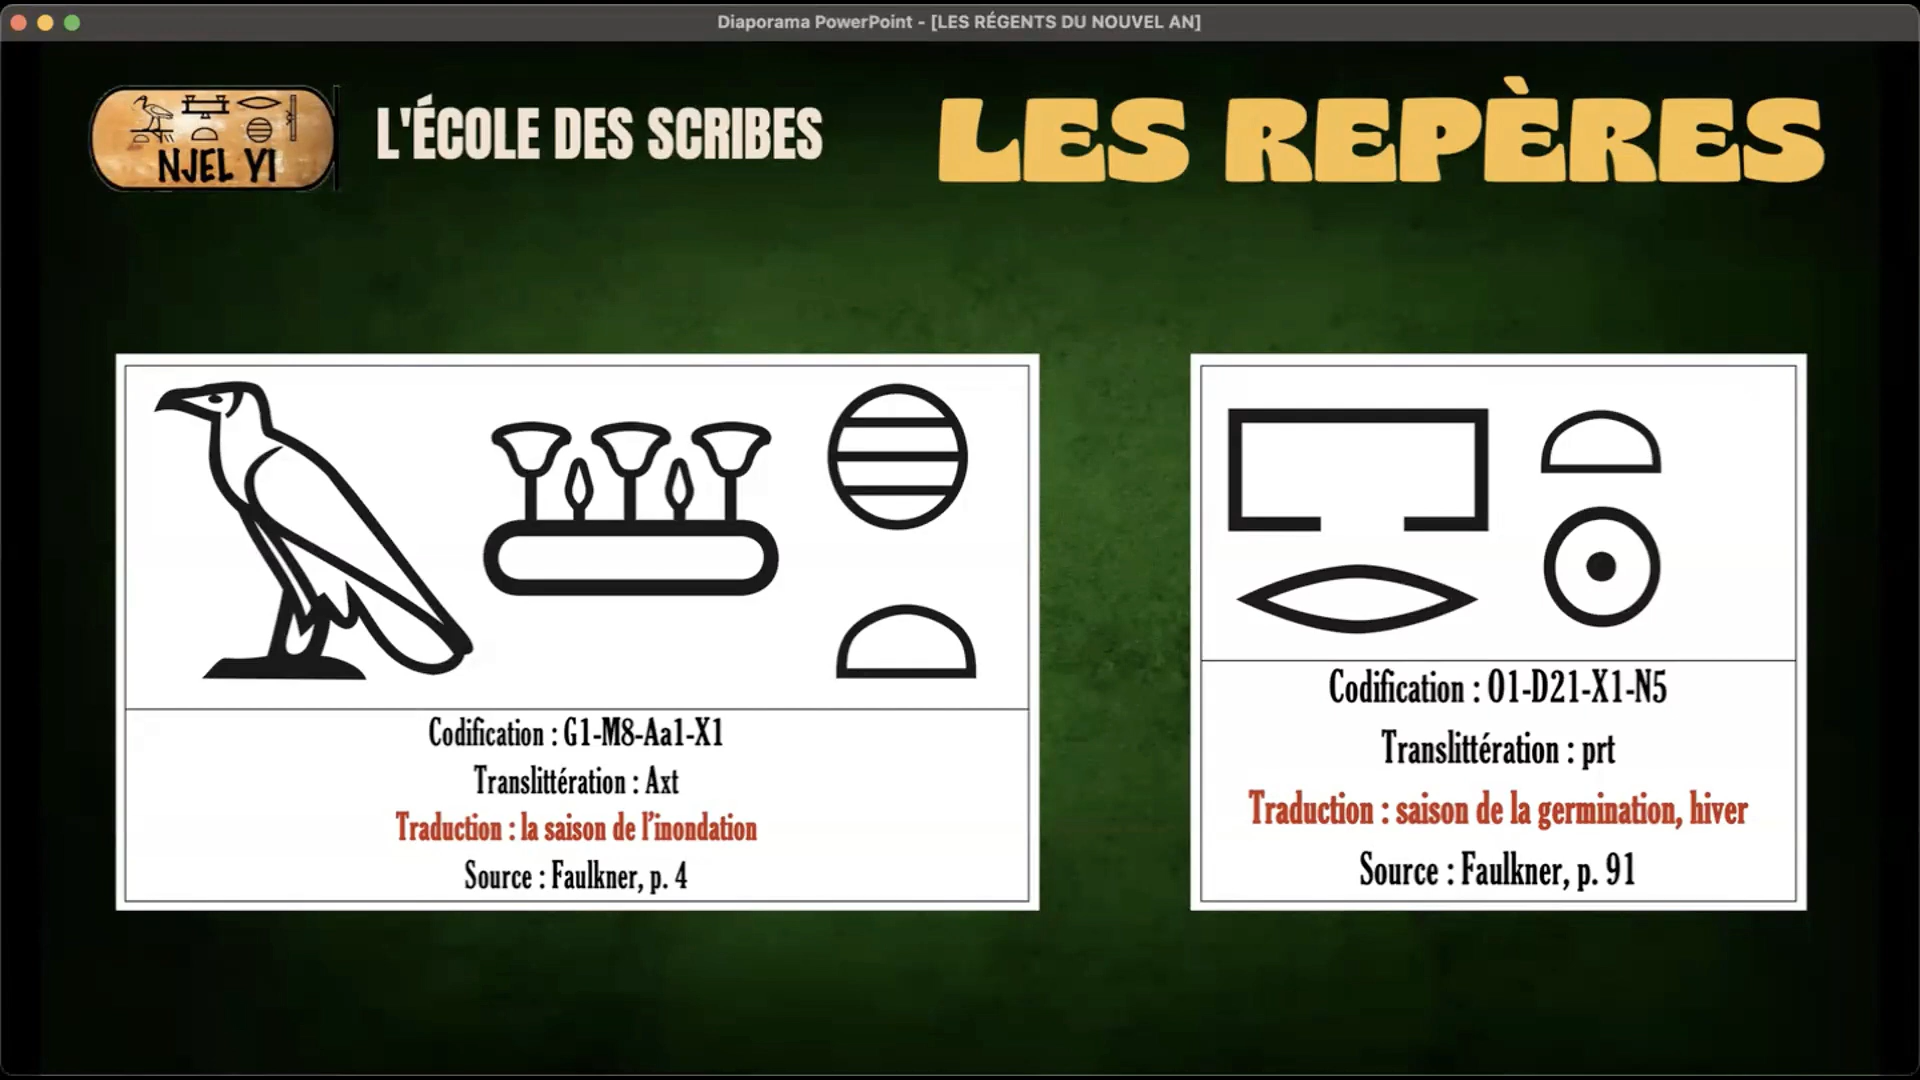 Diaporama PowerPoint - [LES RÉGENTS DU NOUVEL AN]
NJEL YI
L'ÉCOLE DES SCRIBES
LES REPÈRES
Codification : G1-M8-Aa1-X1
Translittération : Axt
Traduction : la saison de l'inondation
Source : Faulkner, p. 4
Codification : O1-D21-X1-N5
Translittération : prt
Traduction : saison de la germination, hiver
Source : Faulkner, p. 91